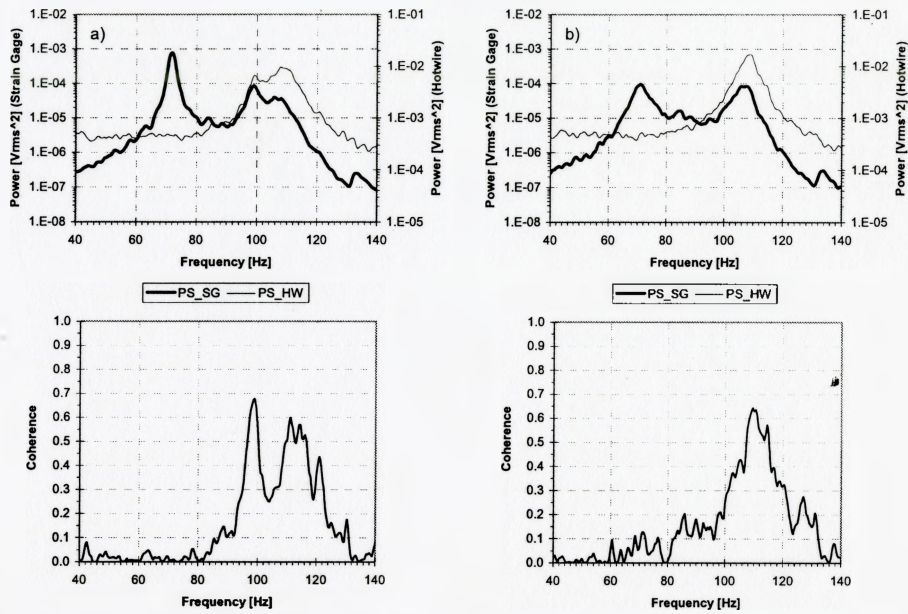 a)
Power [Vrms^2] (Strain Gage)
1.E-02
1.E-03
1.E-04
1.E-05
1.E-06
1.E-07
1.E-08
Power [Vrms^2] (Hotwire)
1.E-01
1.E-02
1.E-03
1.E-04
1.E-05
40 60 80 100 120 140
Frequency [Hz]
PS_SG PS_HW
b)
Power [Vrms^2] (Strain Gage)
1.E-02
1.E-03
1.E-04
1.E-05
1.E-06
1.E-07
1.E-08
Power [Vrms^2] (Hotwire)
1.E-01
1.E-02
1.E-03
1.E-04
1.E-05
40 60 80 100 120 140
Frequency [Hz]
PS_SG PS_HW
Coherence
1.0
0.9
0.8
0.7
0.6
0.5
0.4
0.3
0.2
0.1
0.0
40 60 80 100 120 140
Frequency [Hz]
Coherence
1.0
0.9
0.8
0.7
0.6
0.5
0.4
0.3
0.2
0.1
0.0
40 60 80 100 120 140
Frequency [Hz]